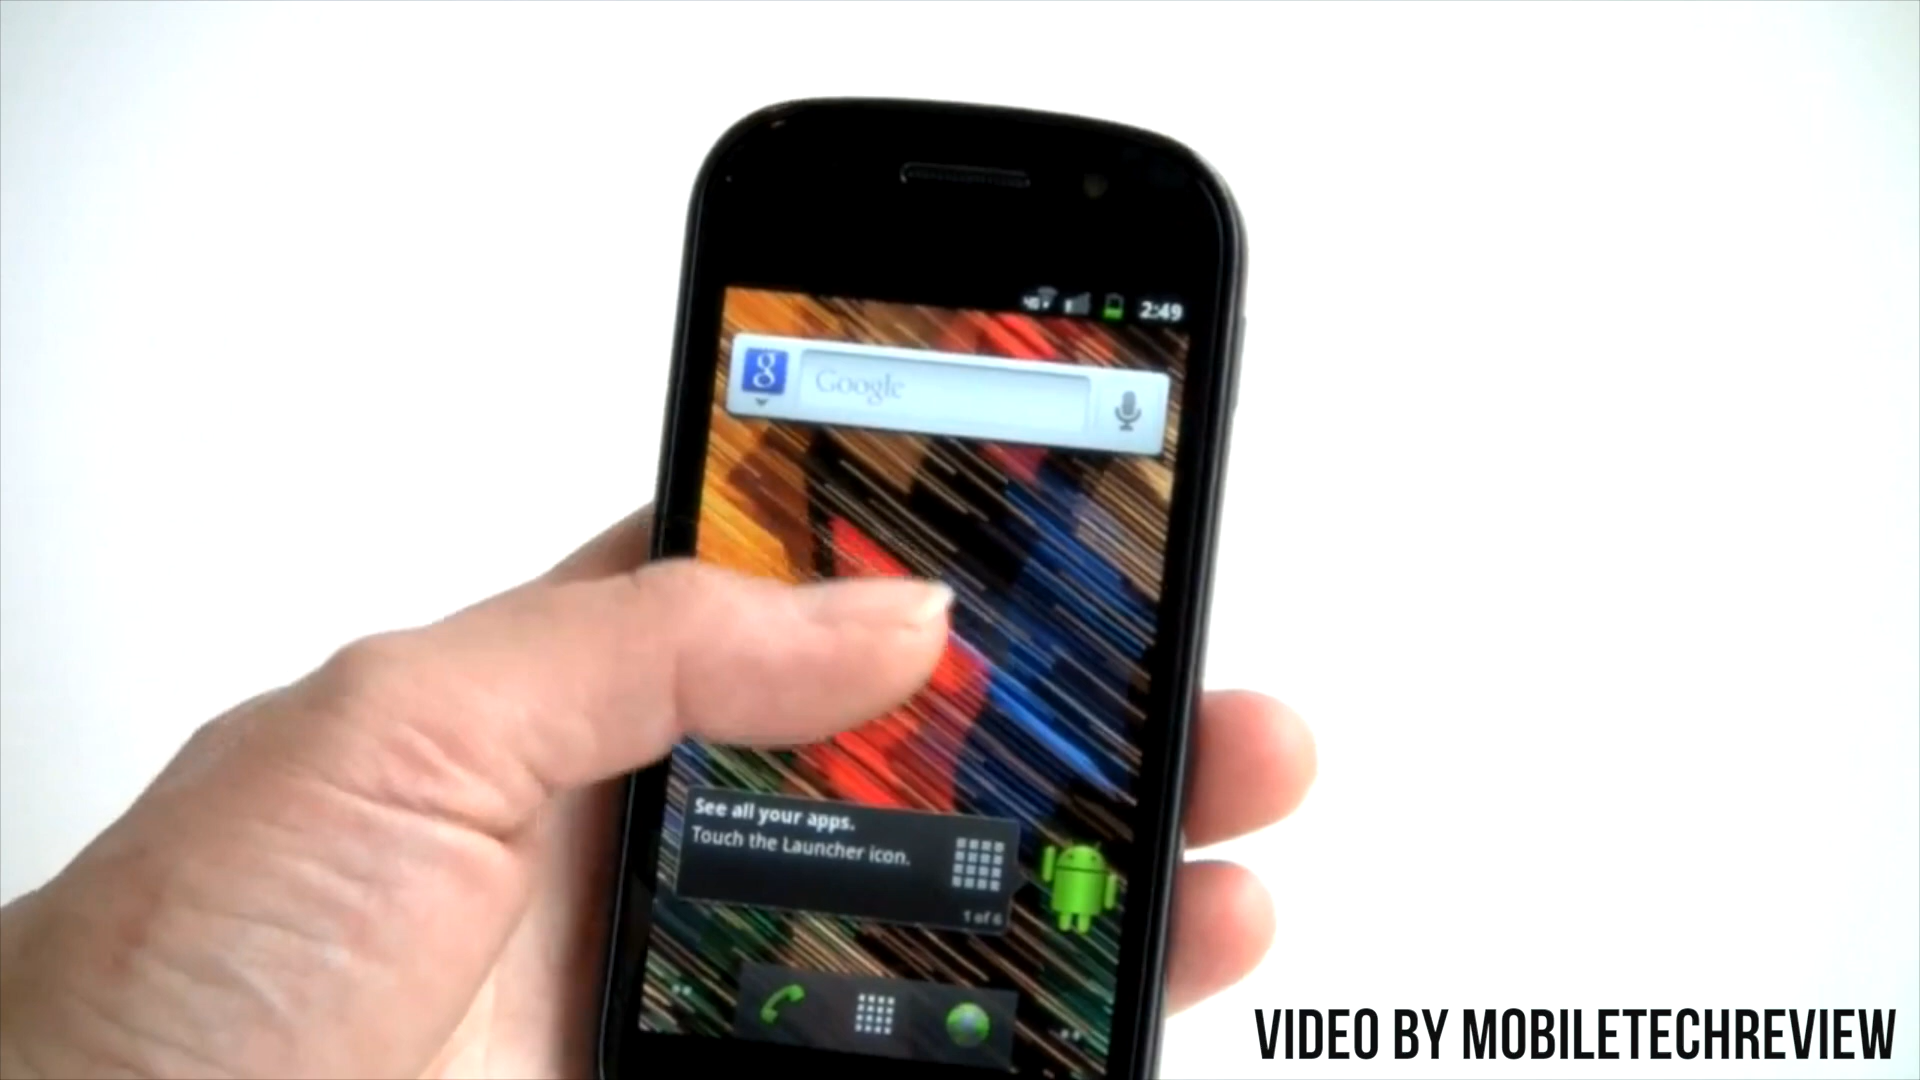 2:49
g
Google
See all your apps.
Touch the Launcher icon.
1 of 6
VIDEO BY MOBILETECHREVIEW